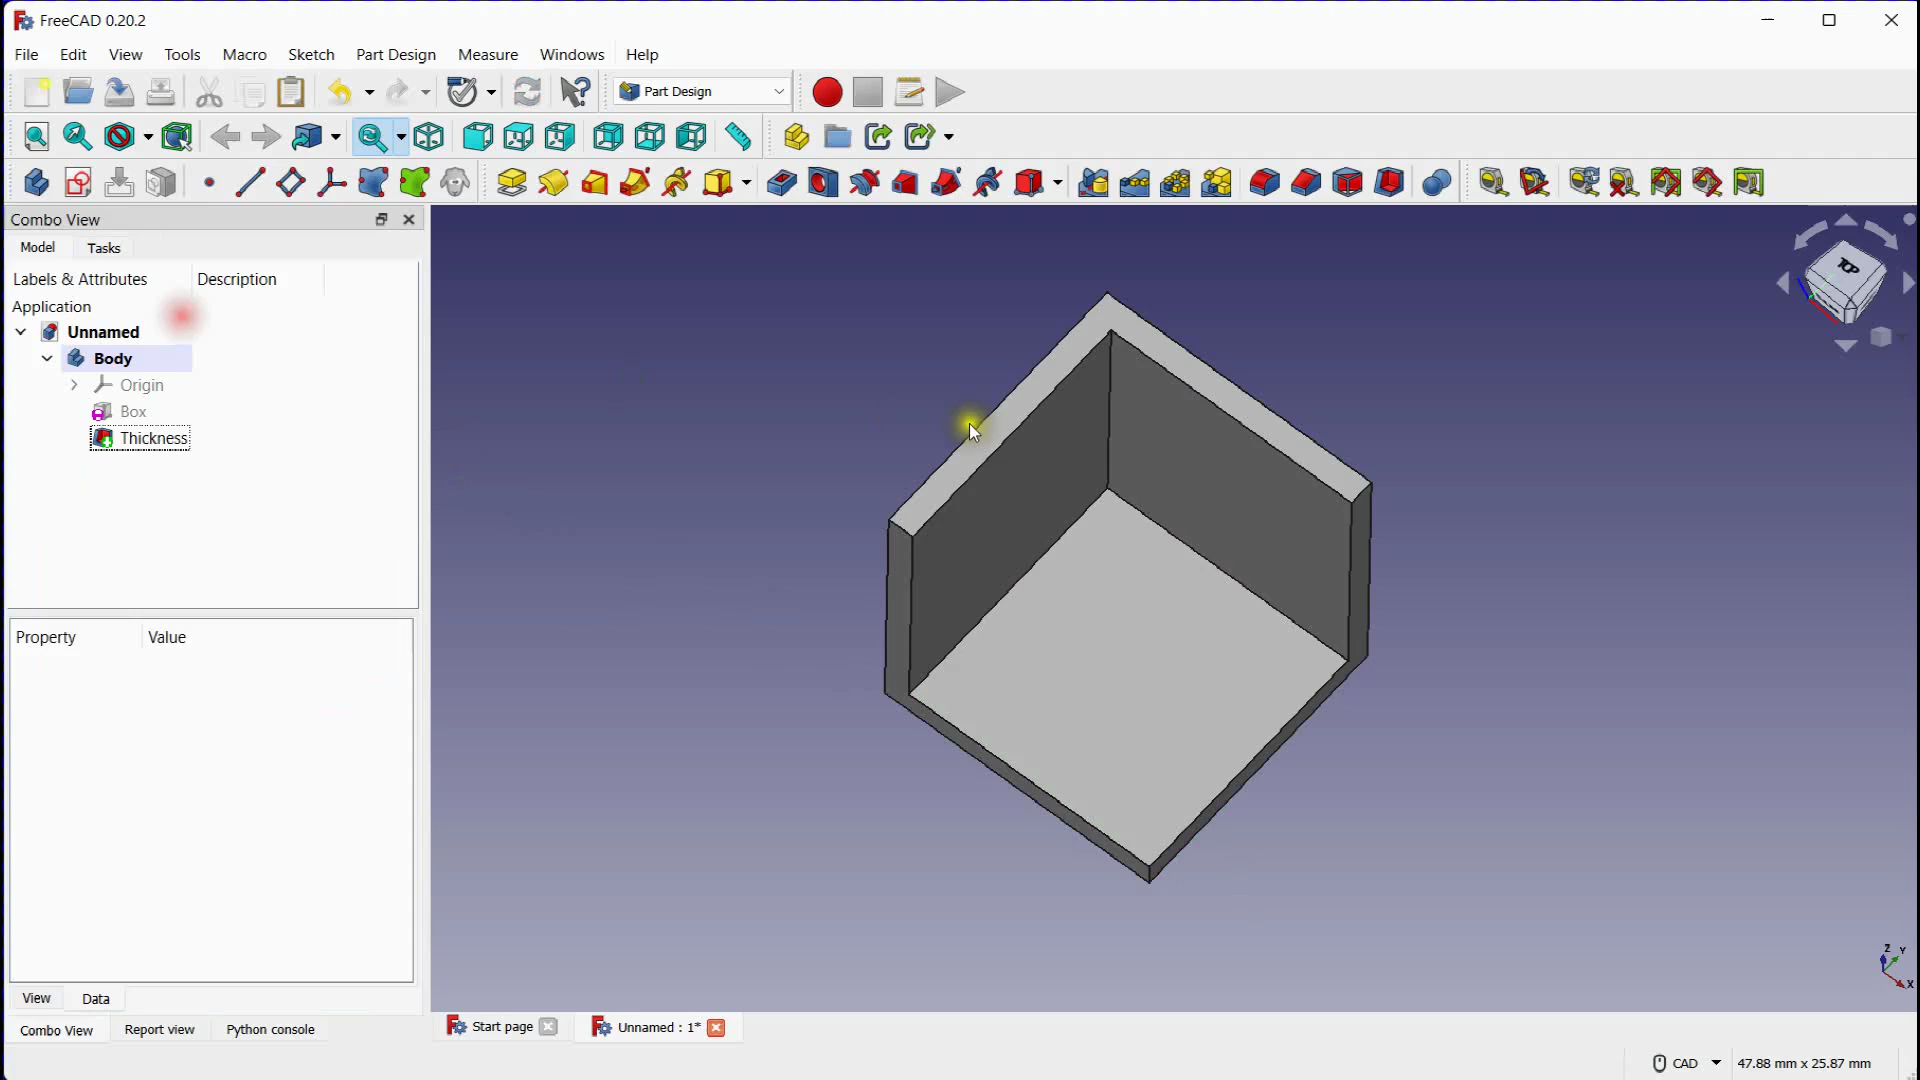 FreeCAD 0.20.2
File Edit View Tools Macro Sketch Part Design Measure Windows Help
Part Design
Combo View
Model Tasks
Labels & Attributes Description
Application
Unnamed
Body
Origin
Box
Thickness
TOP
Property Value
Z
Y
X
View Data
Combo View Report view Python console
Start page Unnamed : 1*
CAD 47.88 mm x 25.87 mm